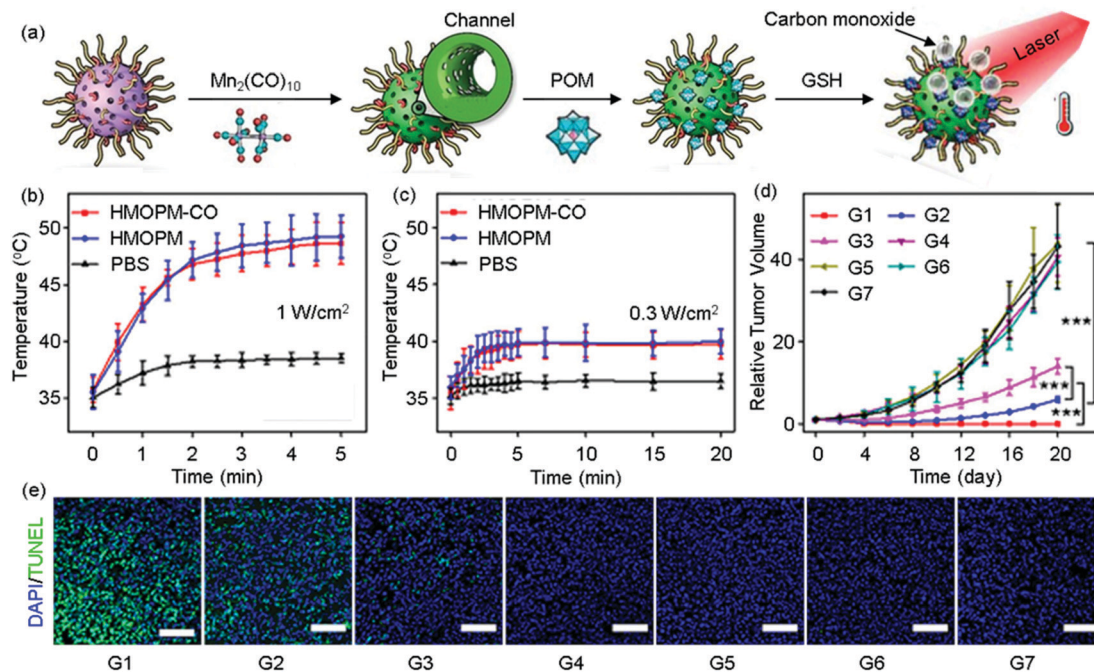 (a)
Channel
Carbon monoxide
Laser
Mn₂(CO)₁₀
POM
GSH
(b)
HMOPM-CO
HMOPM
PBS
1 W/cm²
Temperature (⁰C)
50
45
40
35
0 1 2 3 4 5
Time (min)
(c)
HMOPM-CO
HMOPM
PBS
0.3 W/cm²
Temperature (⁰C)
50
45
40
35
0 5 10 15 20
Time (min)
(d)
G1 G2
G3 G4
G5 G6
G7
Relative Tumor Volume
40
20
0
★★★
★★★
★★★
0 4 8 12 16 20
Time (day)
(e)
DAPI/TUNEL
G1 G2 G3 G4 G5 G6 G7